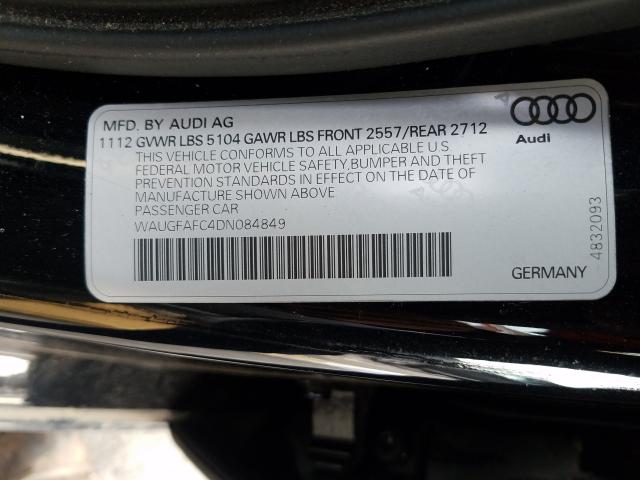 MFD. BY AUDI AG
1112 GVWR LBS 5104 GAWR LBS FRONT 2557/REAR 2712
THIS VEHICLE CONFORMS TO ALL APPLICABLE U.S.
FEDERAL MOTOR VEHICLE SAFETY,BUMPER AND THEFT
PREVENTION STANDARDS IN EFFECT ON THE DATE OF
MANUFACTURE SHOWN ABOVE
PASSENGER CAR
WAUGFAFC4DN084849
Audi
4832093
GERMANY